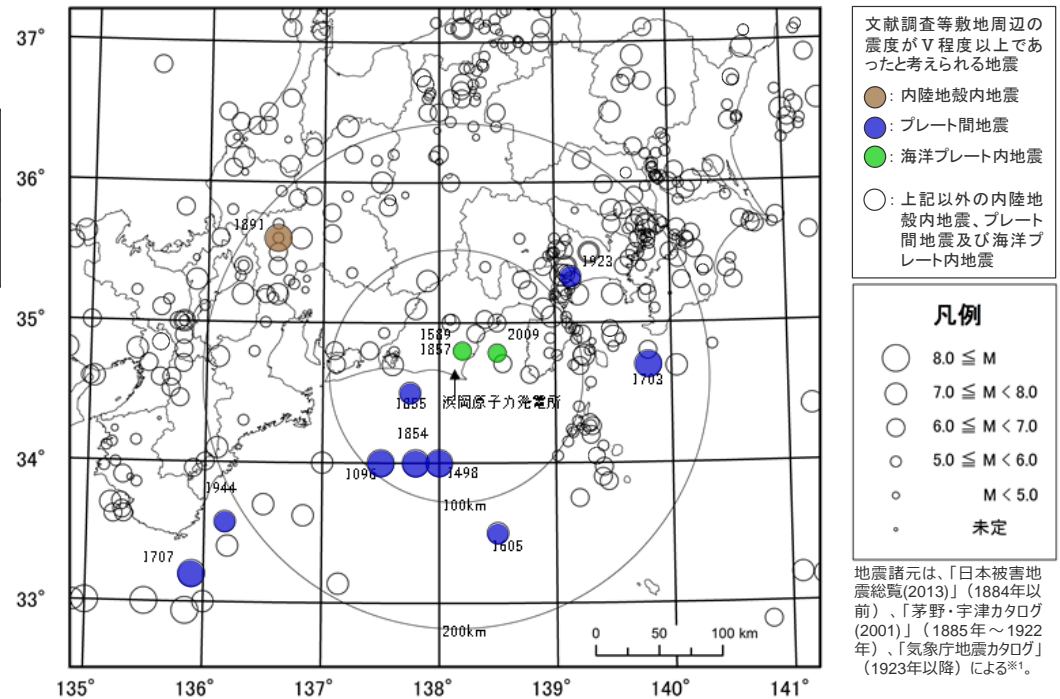 37°
36°
35°
34°
33°
135°
136°
137°
138°
139°
140°
141°
1891
1923
1589
1857
2009
1703
1855
浜岡原子力発電所
1854
1096
1498
1944
100km
1605
1707
200km
0 50 100 km
文献調査等敷地周辺の
震度がⅤ程度以上であ
ったと考えられる地震
: 内陸地殻内地震
: プレート間地震
: 海洋プレート内地震
: 上記以外の内陸地
殻内地震、プレート
間地震及び海洋プ
レート内地震
凡例
8.0 ≦ M
7.0 ≦ M < 8.0
6.0 ≦ M < 7.0
5.0 ≦ M < 6.0
M < 5.0
未定
地震諸元は、「日本被害地
震総覧(2013)」（1884年以
前）、「茅野・宇津カタログ
(2001)」（1885年～1922
年）、「気象庁地震カタログ」
（1923年以降）による※1。